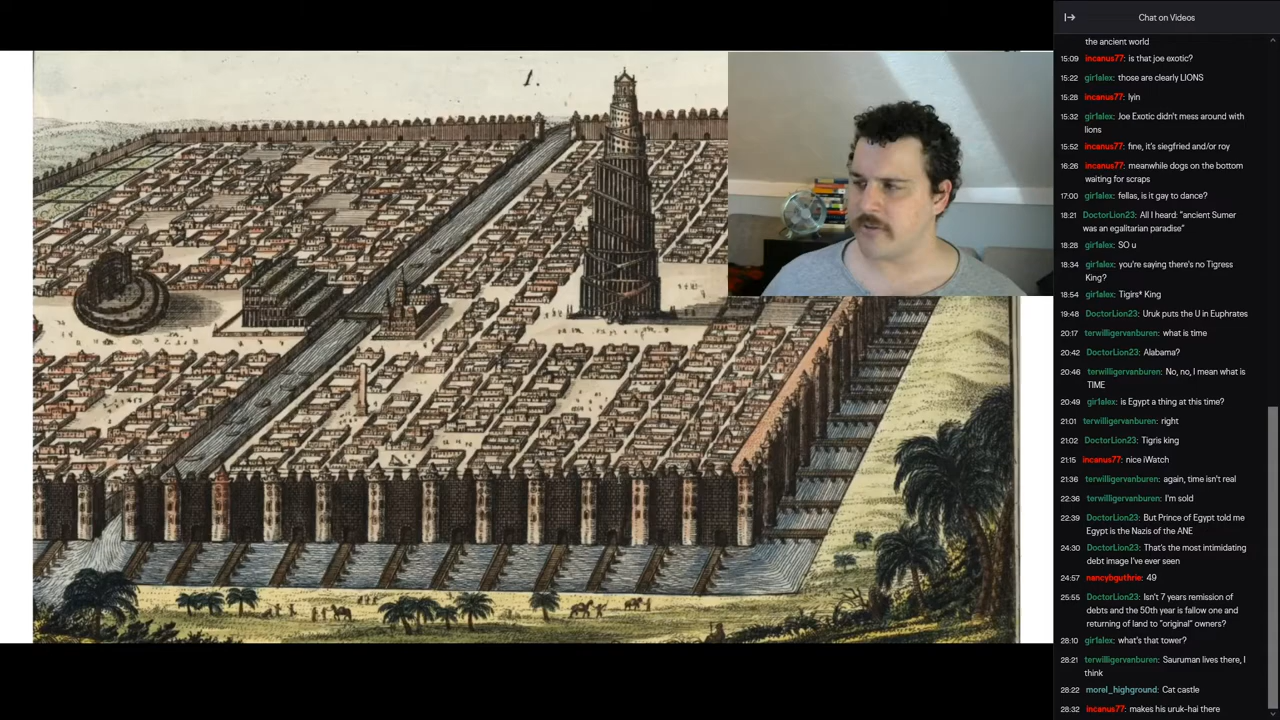 Chat on Videos
the ancient world
15:09 incanus77: is that joe exotic?
15:22 gir1alex: those are clearly LIONS
15:28 incanus77: lyin
15:32 gir1alex: Joe Exotic didn't mess around with
lions
15:52 incanus77: fine, it's siegfried and/or roy
16:26 incanus77: meanwhile dogs on the bottom
waiting for scraps
17:00 gir1alex: fellas, is it gay to dance?
18:21 DoctorLion23: All I heard: "ancient Sumer
was an egalitarian paradise"
18:28 gir1alex: SO u
18:34 gir1alex: you're saying there's no Tigress
King?
18:54 gir1alex: Tigirs* King
19:48 DoctorLion23: Uruk puts the U in Euphrates
20:17 terwilligervanburen: what is time
20:42 DoctorLion23: Alabama?
20:46 terwilligervanburen: No, no, I mean what is
TIME
20:49 gir1alex: is Egypt a thing at this time?
21:01 terwilligervanburen: right
21:02 DoctorLion23: Tigris king
21:15 incanus77: nice iWatch
21:36 terwilligervanburen: again, time isn't real
22:36 terwilligervanburen: I'm sold
22:39 DoctorLion23: But Prince of Egypt told me
Egypt is the Nazis of the ANE
24:30 DoctorLion23: That's the most intimidating
debt image I've ever seen
24:57 nancybguthrie: 49
25:55 DoctorLion23: Isn't 7 years remission of
debts and the 50th year is fallow one and
returning of land to "original" owners?
28:10 gir1alex: what's that tower?
28:21 terwilligervanburen: Sauruman lives there, I
think
28:22 morel_highground: Cat castle
28:32 incanus77: makes his uruk-hai there